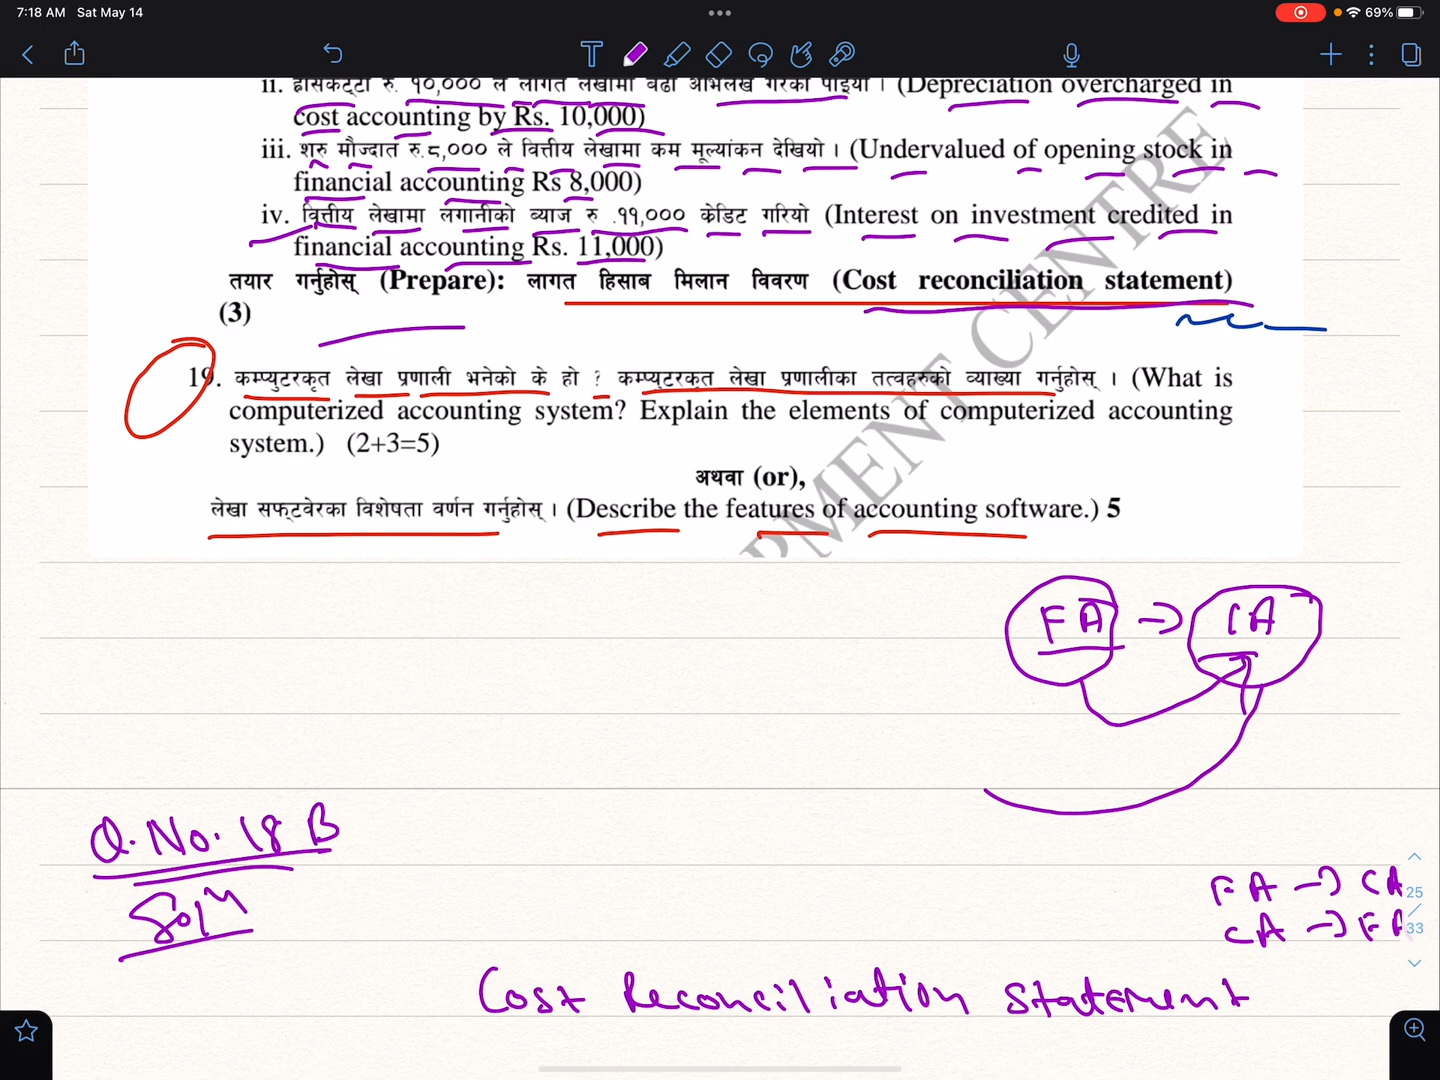 7:18 AM Sat May 14
69%
ii. ह्रासकट्टी रु. १०,००० ले लागत लेखामा बढी अभिलेख गरेको पाइयो । (Depreciation overcharged in
cost accounting by Rs. 10,000)
iii. शुरु मौज्दात रु.८,००० ले वित्तीय लेखामा कम मूल्यांकन देखियो । (Undervalued of opening stock in
financial accounting Rs 8,000)
iv. वित्तीय लेखामा लगानीको व्याज रु .११,००० केडिट गरियो (Interest on investment credited in
financial accounting Rs. 11,000)
तयार गर्नुहोस् (Prepare): लागत हिसाब मिलान विवरण (Cost reconciliation statement)
(3)
19. कम्प्युटरकृत लेखा प्रणाली भनेको के हो ? कम्प्युटरकृत लेखा प्रणालीका तत्वहरुको व्याख्या गर्नुहोस् । (What is
computerized accounting system? Explain the elements of computerized accounting
system.) (2+3=5)
अथवा (or),
लेखा सफ्टवेरका विशेषता वर्णन गर्नुहोस् । (Describe the features of accounting software.) 5
PMENT CENTRE
FA → CA
Q. No. 18 B
Soln
FA → CA
CA → FA
25
33
Cost Reconciliation Statement